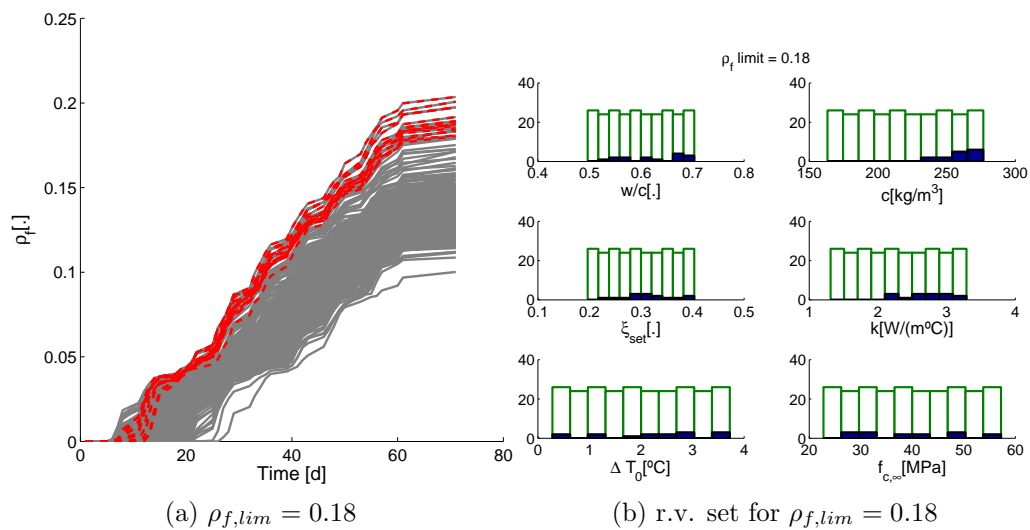 0.25
0.2
0.15
0.1
0.05
0
0 20 40 60 80
Time [d]
ρf[.]
(a) ρf,lim = 0.18
ρf limit = 0.18
40
20
0
0.4 0.5 0.6 0.7 0.8
w/c[.]
40
20
0
150 200 250 300
c[kg/m³]
40
20
0
0.1 0.2 0.3 0.4 0.5
ξset[.]
40
20
0
1 2 3 4
k[W/(mºC)]
40
20
0
0 1 2 3 4
Δ T0[ºC]
40
20
0
20 30 40 50 60
fc,∞[MPa]
(b) r.v. set for ρf,lim = 0.18